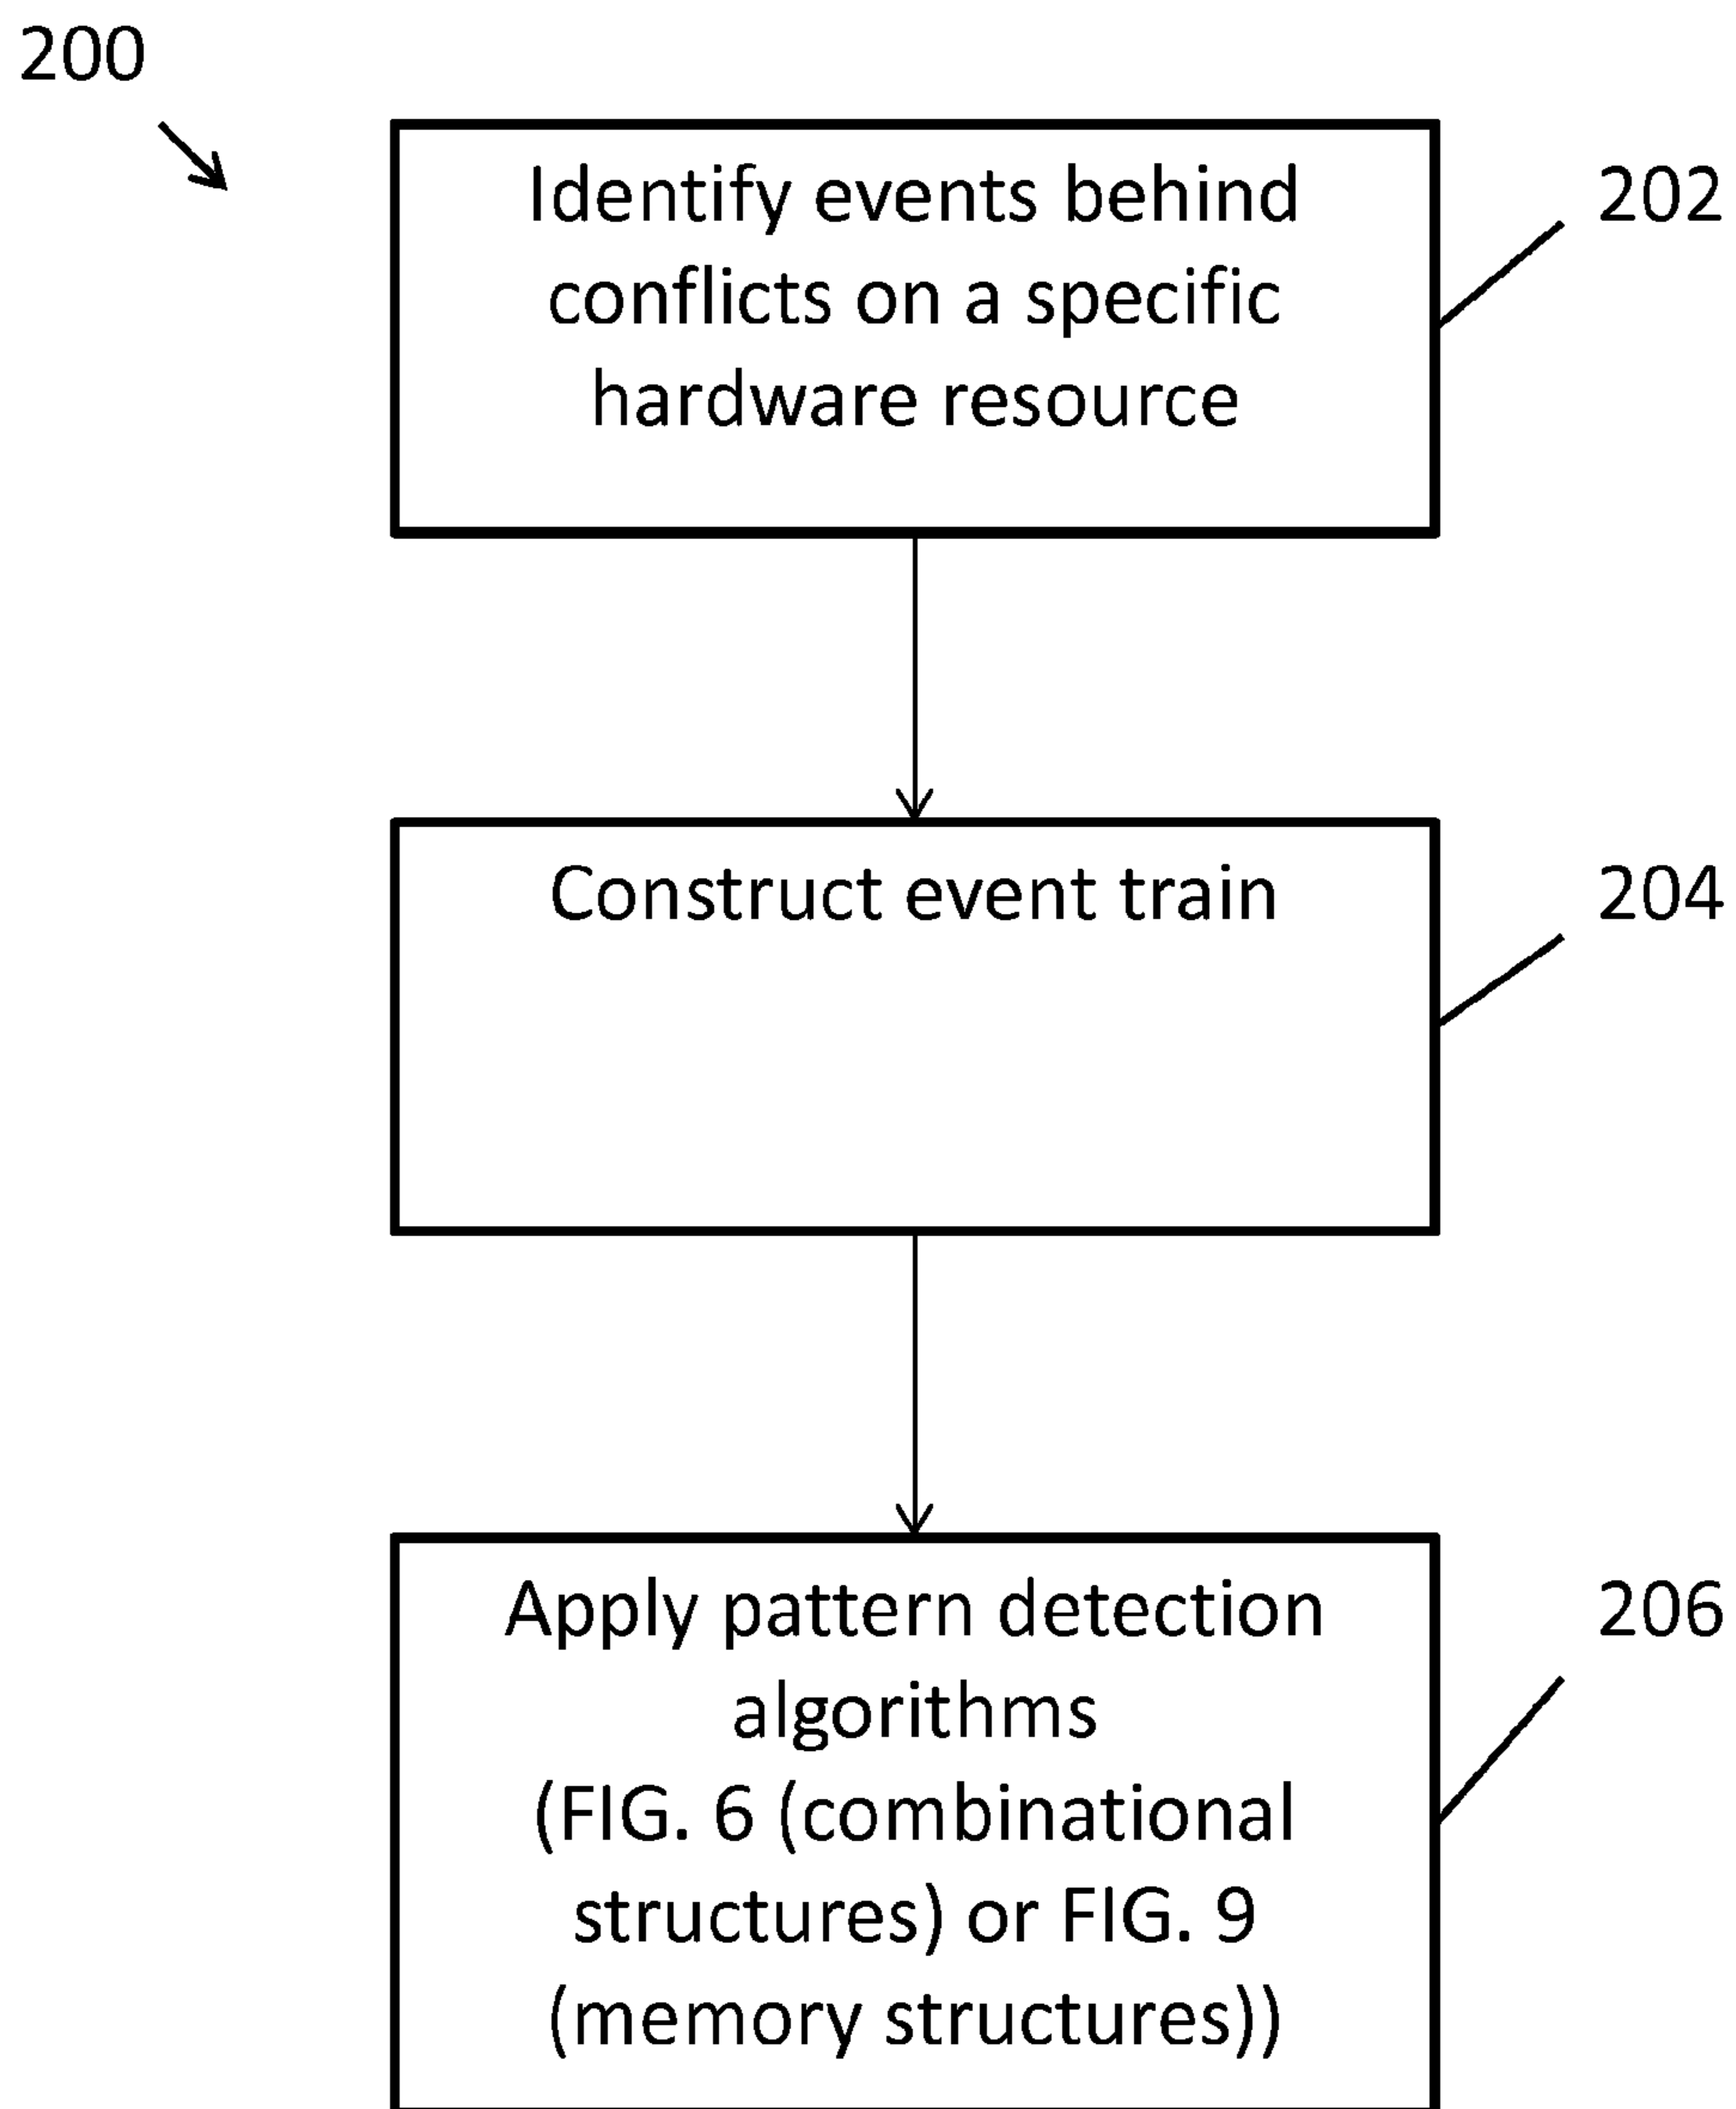 200
Identify events behind
conflicts on a specific
hardware resource
202
Construct event train
204
Apply pattern detection
algorithms
(FIG. 6 (combinational
structures) or FIG. 9
(memory structures))
206